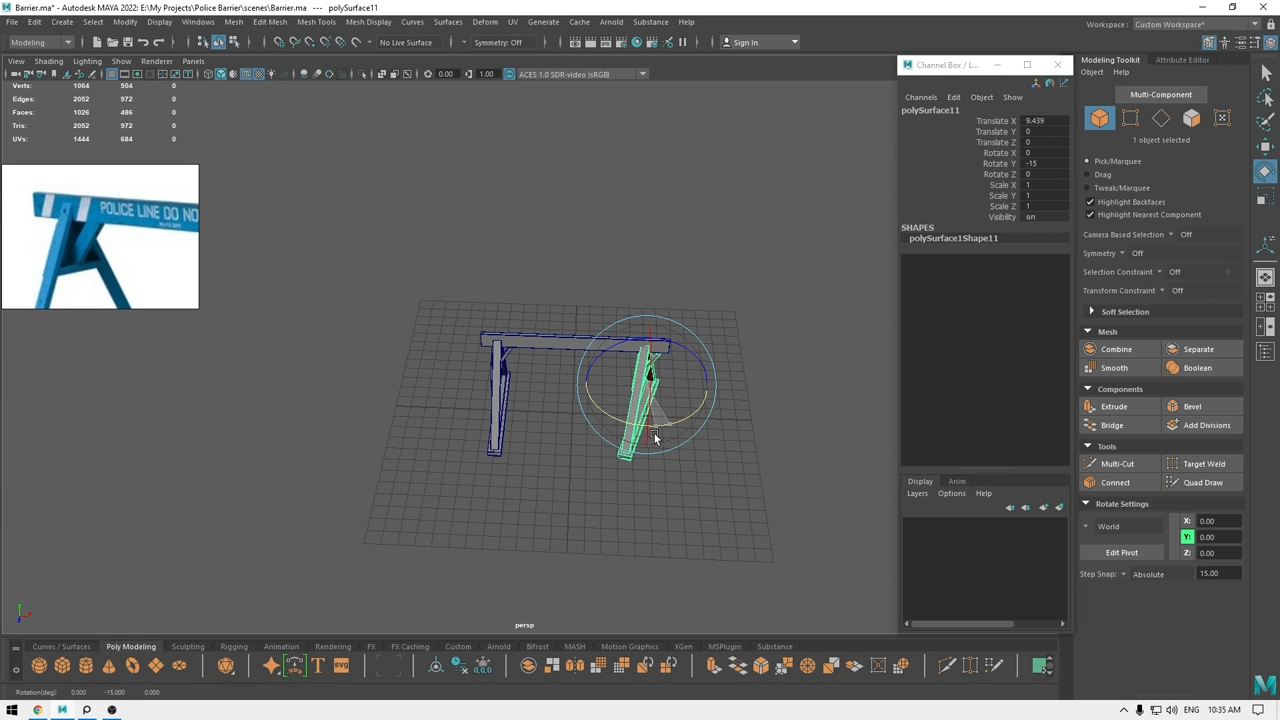 Barrier.ma* - Autodesk MAYA 2022: E:\My Projects\Police Barrier\scenes\Barrier.ma* --- polySurface11
File Edit Create Select Modify Display Windows Mesh Edit Mesh Mesh Tools Mesh Display Curves Surfaces Deform UV Generate Cache Arnold Substance Help
Workspace : Custom Workspace*
Modeling No Live Surface Symmetry: Off Sign In
View Shading Lighting Show Renderer Panels
0.00 1.00 ACES 1.0 SDR-video (sRGB)
Verts: 1064 504 0
Edges: 2052 972 0
Faces: 1026 486 0
Tris: 2052 972 0
UVs: 1444 684 0
POLICE LINE DO NO
persp
Channel Box / L...
Channels Edit Object Show
polySurface11
Translate X 9.439
Translate Y 0
Translate Z 0
Rotate X 0
Rotate Y -15
Rotate Z 0
Scale X 1
Scale Y 1
Scale Z 1
Visibility on
SHAPES
polySurface1Shape11
Display Anim
Layers Options Help
Modeling Toolkit Attribute Editor
Object Help
Multi-Component
1 object selected
Pick/Marquee
Drag
Tweak/Marquee
Highlight Backfaces
Highlight Nearest Component
Camera Based Selection Off
Symmetry Off
Selection Constraint Off
Transform Constraint Off
Soft Selection
Mesh
Combine Separate
Smooth Boolean
Components
Extrude Bevel
Bridge Add Divisions
Tools
Multi-Cut Target Weld
Connect Quad Draw
Rotate Settings
World X: 0.00
Y: 0.00
Edit Pivot Z: 0.00
Step Snap: Absolute 15.00
Curves / Surfaces Poly Modeling Sculpting Rigging Animation Rendering FX FX Caching Custom Arnold Bifrost MASH Motion Graphics XGen MSPlugin Substance
Rotation(deg): 0.000 -15.000 0.000
ENG 10:35 AM